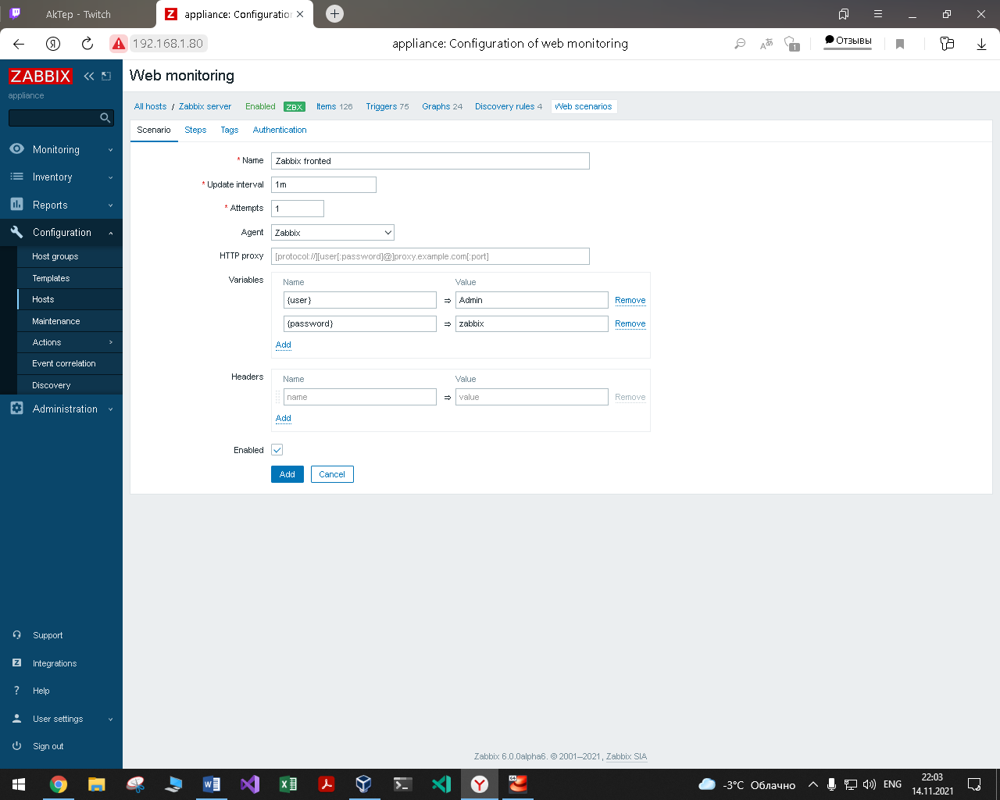 AkTep - Twitch
appliance: Configuration
192.168.1.80
appliance: Configuration of web monitoring
1
Отзывы
ZABBIX
appliance
Web monitoring
All hosts / Zabbix server Enabled ZBX Items 126 Triggers 75 Graphs 24 Discovery rules 4 Web scenarios
Scenario Steps Tags Authentication
Monitoring
Inventory
Reports
Configuration
Host groups
Templates
Hosts
Maintenance
Actions
Event correlation
Discovery
Administration
Support
Integrations
Help
User settings
Sign out
* Name Zabbix fronted
* Update interval 1m
* Attempts 1
Agent Zabbix
HTTP proxy [protocol://][user[:password]@]proxy.example.com[:port]
Variables Name Value
{user} ⇒ Admin Remove
{password} ⇒ zabbix Remove
Add
Headers Name Value
name ⇒ value Remove
Add
Enabled
Add Cancel
Zabbix 6.0.0alpha6. © 2001–2021, Zabbix SIA
-3°C Облачно
ENG
22:03
14.11.2021